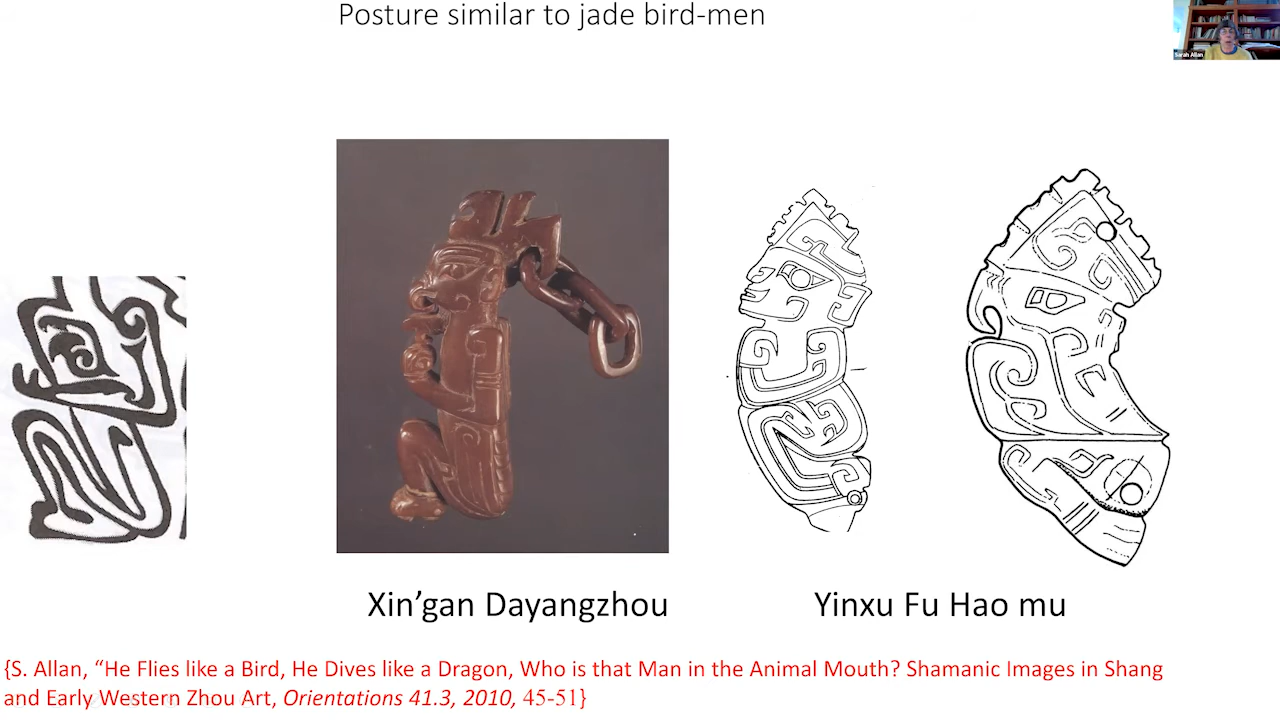 Posture similar to jade bird-men
Sarah Allan
Xin’gan Dayangzhou
Yinxu Fu Hao mu
{S. Allan, “He Flies like a Bird, He Dives like a Dragon, Who is that Man in the Animal Mouth? Shamanic Images in Shang
and Early Western Zhou Art, Orientations 41.3, 2010, 45-51}